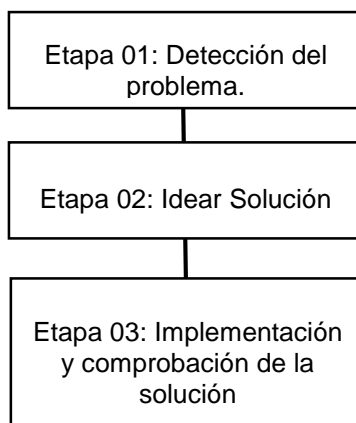 Etapa 01: Detección del
problema.
Etapa 02: Idear Solución
Etapa 03: Implementación
y comprobación de la
solución